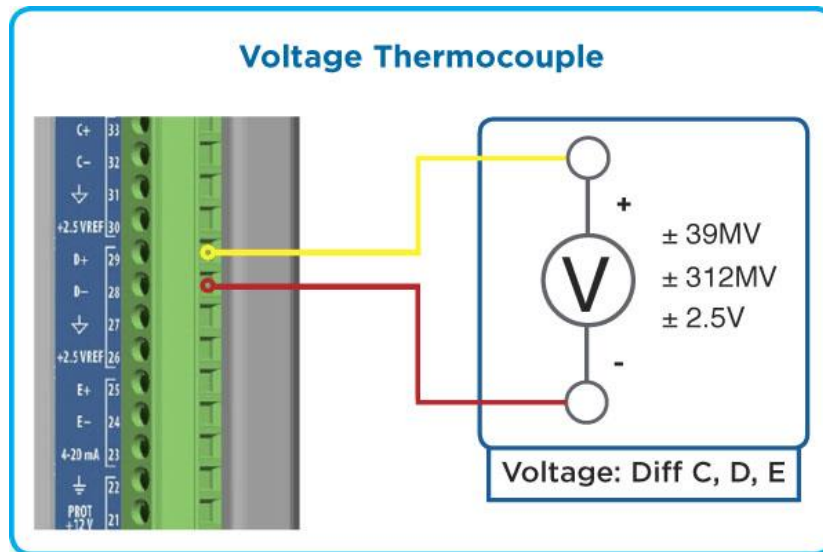 Voltage Thermocouple
C+ 33
C- 32
31
+2.5 VREF 30
D+ 29
D- 28
27
+2.5 VREF 26
E+ 25
E- 24
4-20 mA 23
22
PROT
+12 V 21
+
V
-
± 39MV
± 312MV
± 2.5V
Voltage: Diff C, D, E